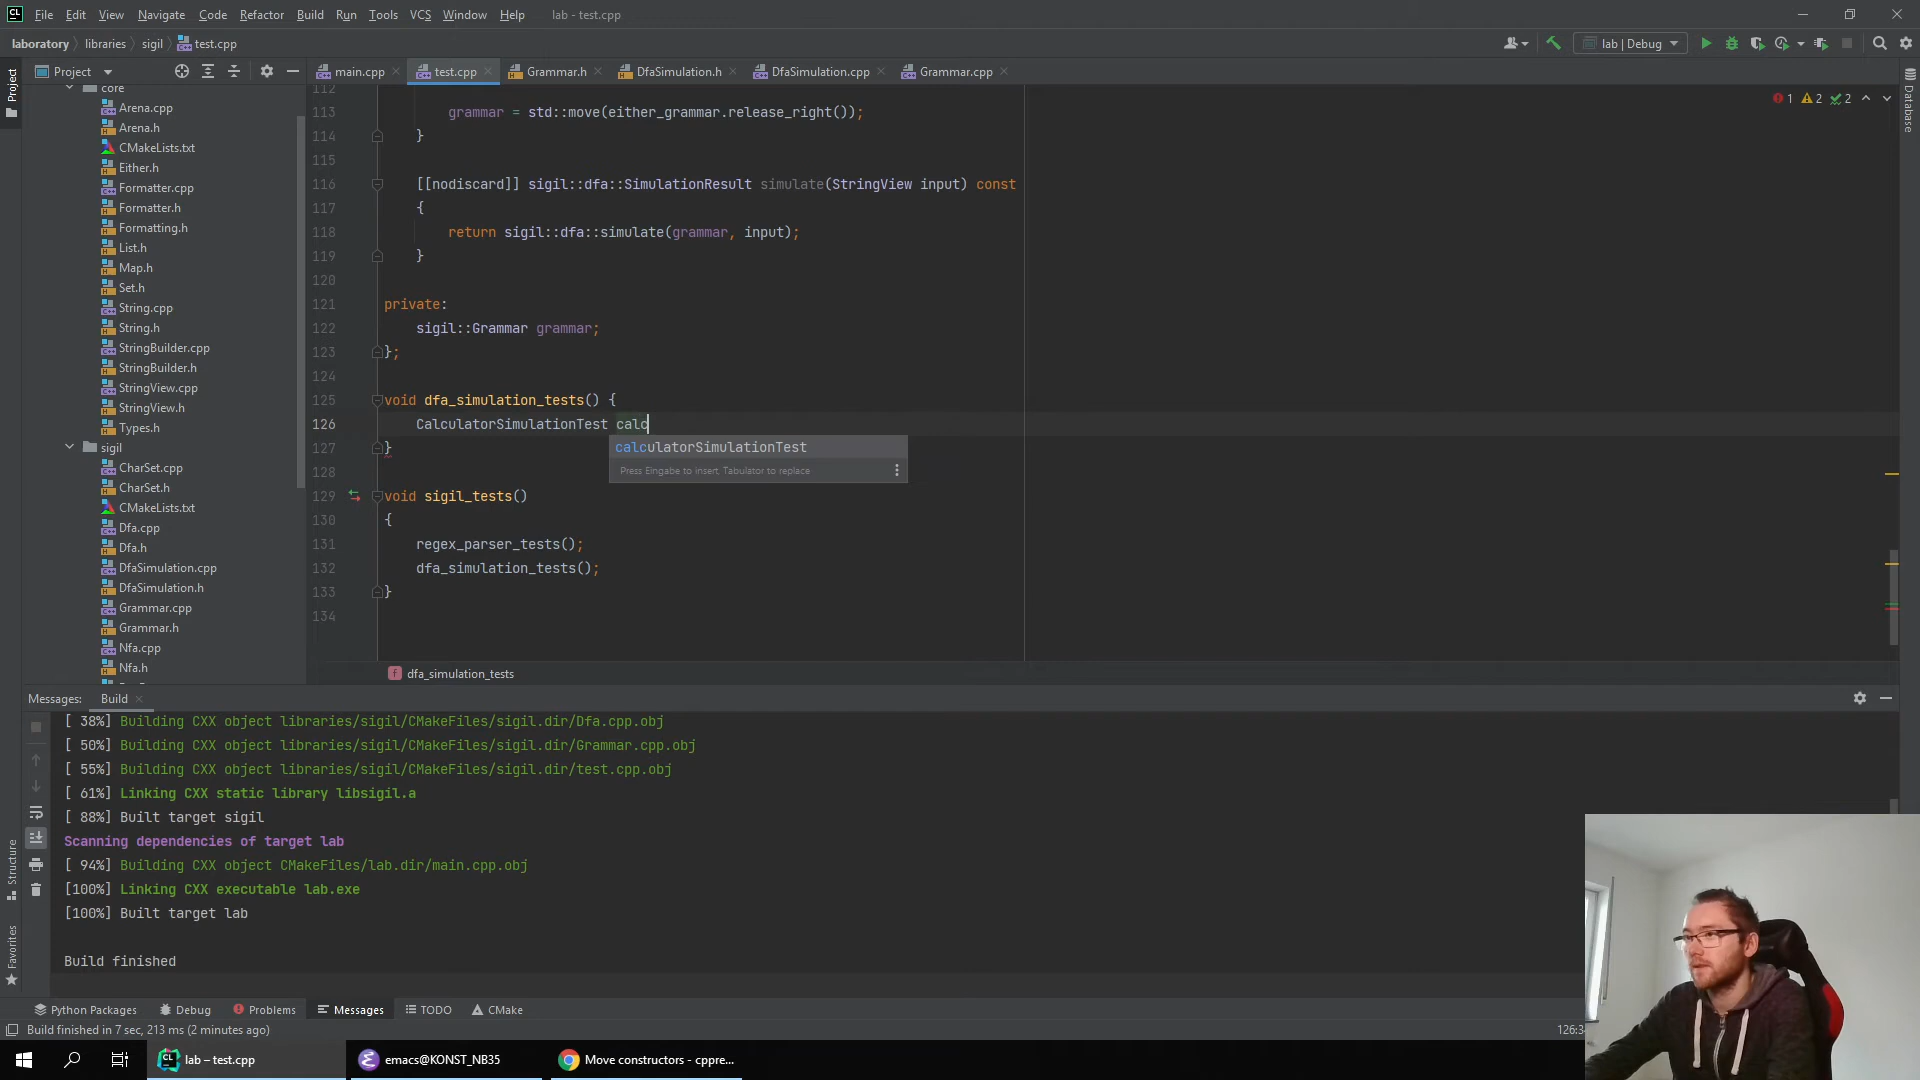 File Edit View Navigate Code Refactor Build Run Tools VCS Window Help lab - test.cpp
laboratory libraries sigil test.cpp lab | Debug
Project main.cpp test.cpp Grammar.h DfaSimulation.h DfaSimulation.cpp Grammar.cpp
Project
Database
core
Arena.cpp
Arena.h
CMakeLists.txt
Either.h
Formatter.cpp
Formatter.h
Formatting.h
List.h
Map.h
Set.h
String.cpp
String.h
StringBuilder.cpp
StringBuilder.h
StringView.cpp
StringView.h
Types.h
sigil
CharSet.cpp
CharSet.h
CMakeLists.txt
Dfa.cpp
Dfa.h
DfaSimulation.cpp
DfaSimulation.h
Grammar.cpp
Grammar.h
Nfa.cpp
Nfa.h
1 2 2
112
113 grammar = std::move(either_grammar.release_right());
114 }
115
116 [[nodiscard]] sigil::dfa::SimulationResult simulate(StringView input) const
117 {
118 return sigil::dfa::simulate(grammar, input);
119 }
120
121 private:
122 sigil::Grammar grammar;
123 };
124
125 void dfa_simulation_tests() {
126 CalculatorSimulationTest calc
calculatorSimulationTest
127 }
Press Eingabe to insert, Tabulator to replace
128
129 void sigil_tests()
130 {
131 regex_parser_tests();
132 dfa_simulation_tests();
133 }
134
f dfa_simulation_tests
Messages: Build
[ 38%] Building CXX object libraries/sigil/CMakeFiles/sigil.dir/Dfa.cpp.obj
[ 50%] Building CXX object libraries/sigil/CMakeFiles/sigil.dir/Grammar.cpp.obj
[ 55%] Building CXX object libraries/sigil/CMakeFiles/sigil.dir/test.cpp.obj
[ 61%] Linking CXX static library libsigil.a
[ 88%] Built target sigil
Scanning dependencies of target lab
[ 94%] Building CXX object CMakeFiles/lab.dir/main.cpp.obj
[100%] Linking CXX executable lab.exe
[100%] Built target lab
Build finished
Structure
Favorites
Python Packages Debug Problems Messages TODO CMake
Build finished in 7 sec, 213 ms (2 minutes ago)
lab – test.cpp emacs@KONST_NB35 Move constructors - cppre...